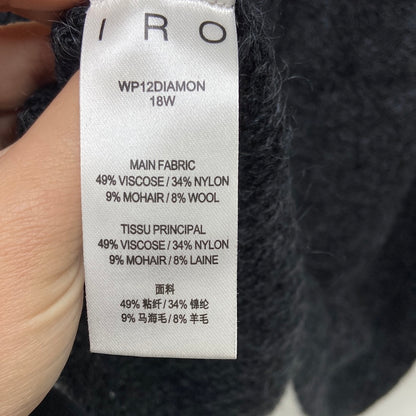 IRO
WP12DIAMON
18W
MAIN FABRIC
49% VISCOSE / 34% NYLON
9% MOHAIR / 8% WOOL
TISSU PRINCIPAL
49% VISCOSE / 34% NYLON
9% MOHAIR / 8% LAINE
面料
49% 粘纤 / 34% 锦纶
9% 马海毛 / 8% 羊毛